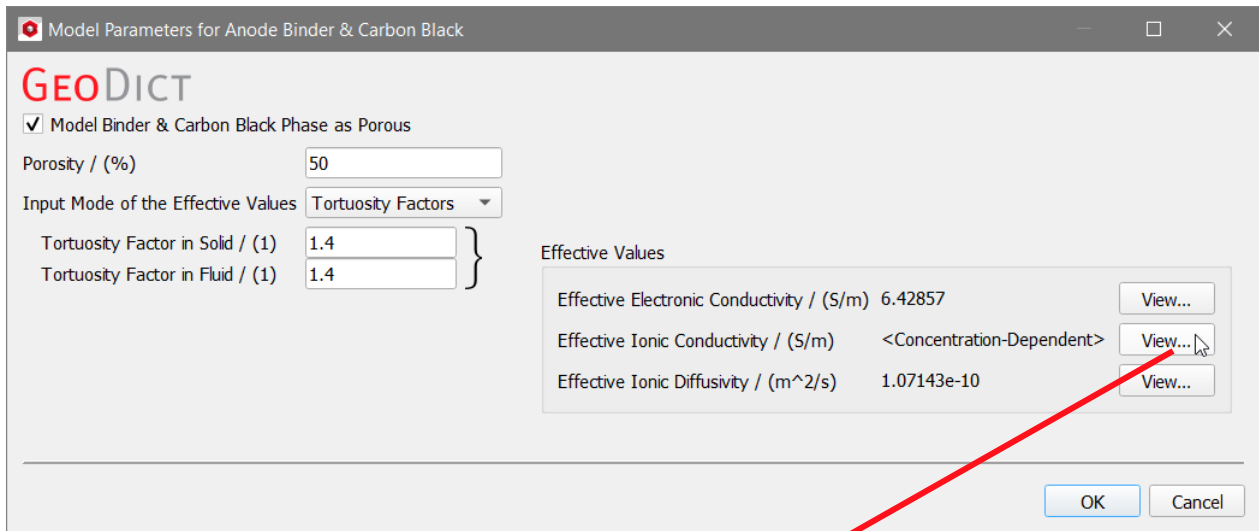 Model Parameters for Anode Binder & Carbon Black
GEODICT
Model Binder & Carbon Black Phase as Porous
Porosity / (%) 50
Input Mode of the Effective Values Tortuosity Factors
Tortuosity Factor in Solid / (1) 1.4
Tortuosity Factor in Fluid / (1) 1.4
Effective Values
Effective Electronic Conductivity / (S/m) 6.42857 View...
Effective Ionic Conductivity / (S/m) <Concentration-Dependent> View...
Effective Ionic Diffusivity / (m^2/s) 1.07143e-10 View...
OK Cancel